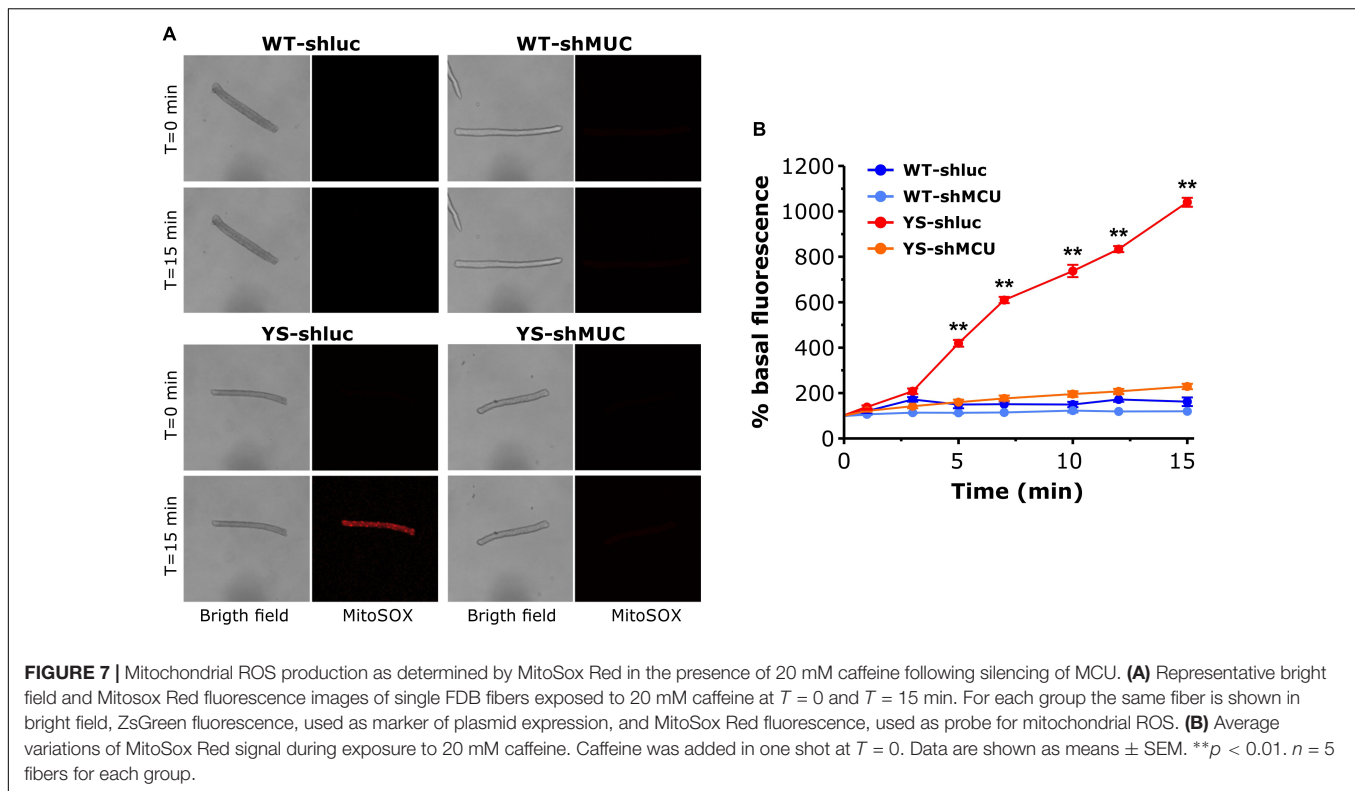 A
WT-shluc
WT-shMUC
T=0 min
T=15 min
YS-shluc
YS-shMUC
T=0 min
T=15 min
Brigth field
MitoSOX
Brigth field
MitoSOX
B
% basal fluorescence
1200
1000
800
600
400
200
0
WT-shluc
WT-shMCU
YS-shluc
YS-shMCU
**
**
**
**
**
**
0
5
10
15
Time (min)
FIGURE 7 | Mitochondrial ROS production as determined by MitoSox Red in the presence of 20 mM caffeine following silencing of MCU. (A) Representative bright
field and Mitosox Red fluorescence images of single FDB fibers exposed to 20 mM caffeine at T = 0 and T = 15 min. For each group the same fiber is shown in
bright field, ZsGreen fluorescence, used as marker of plasmid expression, and MitoSox Red fluorescence, used as probe for mitochondrial ROS. (B) Average
variations of MitoSox Red signal during exposure to 20 mM caffeine. Caffeine was added in one shot at T = 0. Data are shown as means ± SEM. **p < 0.01. n = 5
fibers for each group.